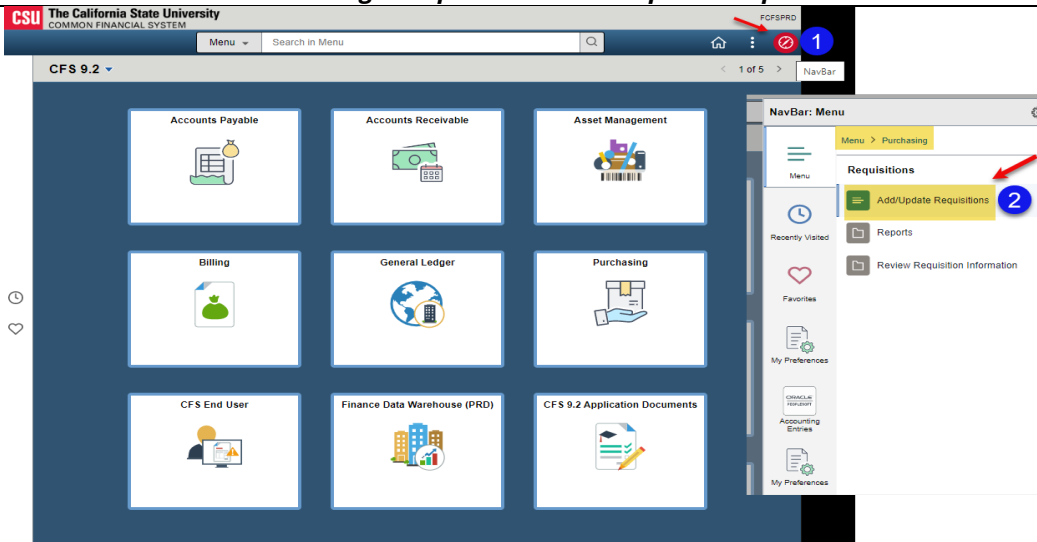 CSU The California State University
COMMON FINANCIAL SYSTEM
FCFSPRD
Menu
Search in Menu
1
CFS 9.2
1 of 5
NavBar
Accounts Payable
Accounts Receivable
Asset Management
Billing
General Ledger
Purchasing
CFS End User
Finance Data Warehouse (PRD)
CFS 9.2 Application Documents
NavBar: Menu
Menu > Purchasing
Menu
Requisitions
Add/Update Requisitions
2
Recently Visited
Reports
Review Requisition Information
Favorites
My Preferences
ORACLE
PEOPLESOFT
Accounting
Entries
My Preferences